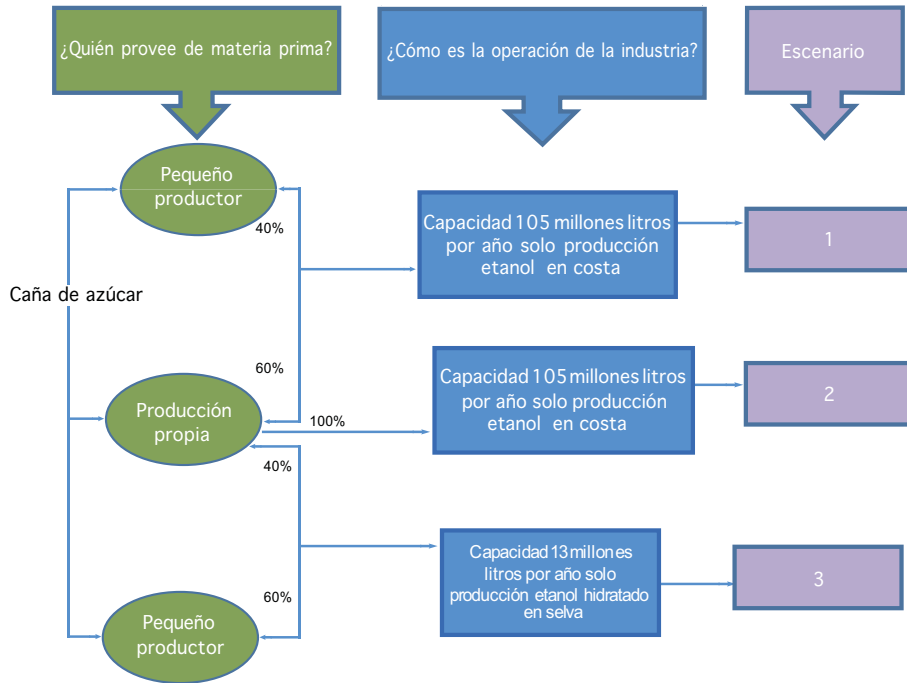 ¿Quién provee de materia prima?
¿Cómo es la operación de la industria?
Escenario
Pequeño
productor
40%
Capacidad 105 millones litros
por año solo producción
etanol en costa
1
Caña de azúcar
60%
Producción
propia
100%
40%
Capacidad 105 millones litros
por año solo producción
etanol en costa
2
Capacidad 13 millones
litros por año solo
producción etanol hidratado
en selva
3
60%
Pequeño
productor